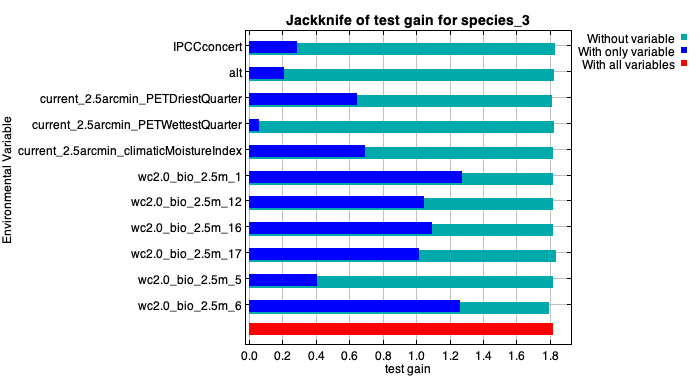 Jackknife of test gain for species_3
Without variable
With only variable
With all variables
Environmental Variable
IPCCconcert
alt
current_2.5arcmin_PETDriestQuarter
current_2.5arcmin_PETWettestQuarter
current_2.5arcmin_climaticMoistureIndex
wc2.0_bio_2.5m_1
wc2.0_bio_2.5m_12
wc2.0_bio_2.5m_16
wc2.0_bio_2.5m_17
wc2.0_bio_2.5m_5
wc2.0_bio_2.5m_6
0.0 0.2 0.4 0.6 0.8 1.0 1.2 1.4 1.6 1.8
test gain